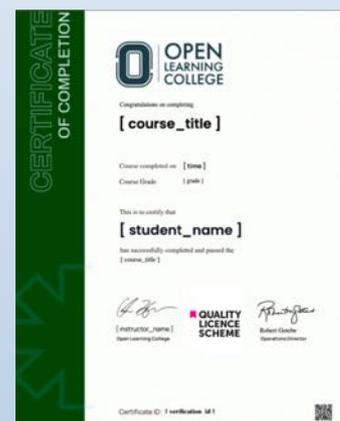 CERTIFICATE
OF COMPLETION
OPEN
LEARNING
COLLEGE
Congratulations on completing
[ course_title ]
Course completed on [ time ]
Course Grade [ grade ]
This is to certify that
[ student_name ]
has successfully completed and passed the
[ course_title ]
[ instructor_name ]
Open Learning College
QUALITY
LICENCE
SCHEME
Operations Director
Certificate ID [ verification_id ]